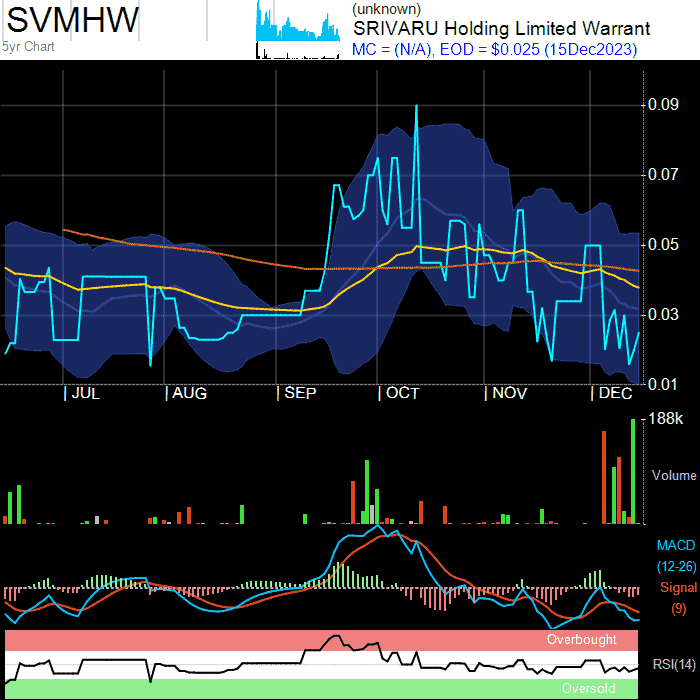 SVMHW
5yr Chart
(unknown)
SRIVARU Holding Limited Warrant
MC = (N/A), EOD = $0.025 (15Dec2023)
0.09
0.07
0.05
0.03
0.01
JUL
AUG
SEP
OCT
NOV
DEC
188k
Volume
MACD
(12-26)
Signal
(9)
Overbought
RSI(14)
Oversold